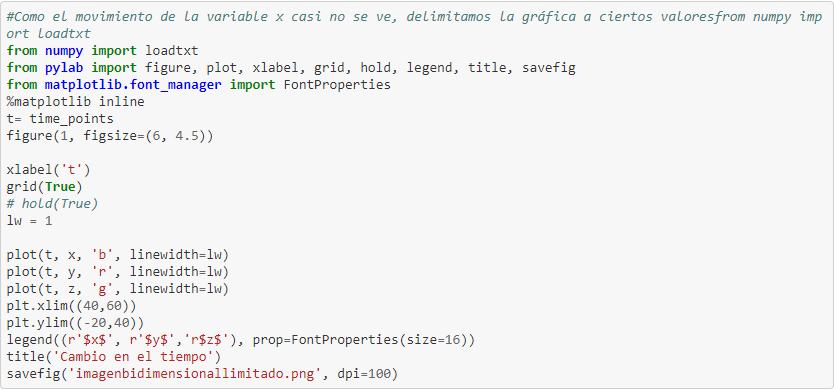 #Como el movimiento de la variable x casi no se ve, delimitamos la gráfica a ciertos valoresfrom numpy imp
ort loadtxt
from numpy import loadtxt
from pylab import figure, plot, xlabel, grid, hold, legend, title, savefig
from matplotlib.font_manager import FontProperties
%matplotlib inline
t= time_points
figure(1, figsize=(6, 4.5))
xlabel('t')
grid(True)
# hold(True)
lw = 1
plot(t, x, 'b', linewidth=lw)
plot(t, y, 'r', linewidth=lw)
plot(t, z, 'g', linewidth=lw)
plt.xlim((40,60))
plt.ylim((-20,40))
legend((r'$x$', r'$y$','r$z$'), prop=FontProperties(size=16))
title('Cambio en el tiempo')
savefig('imagenbidimensionallimitado.png', dpi=100)